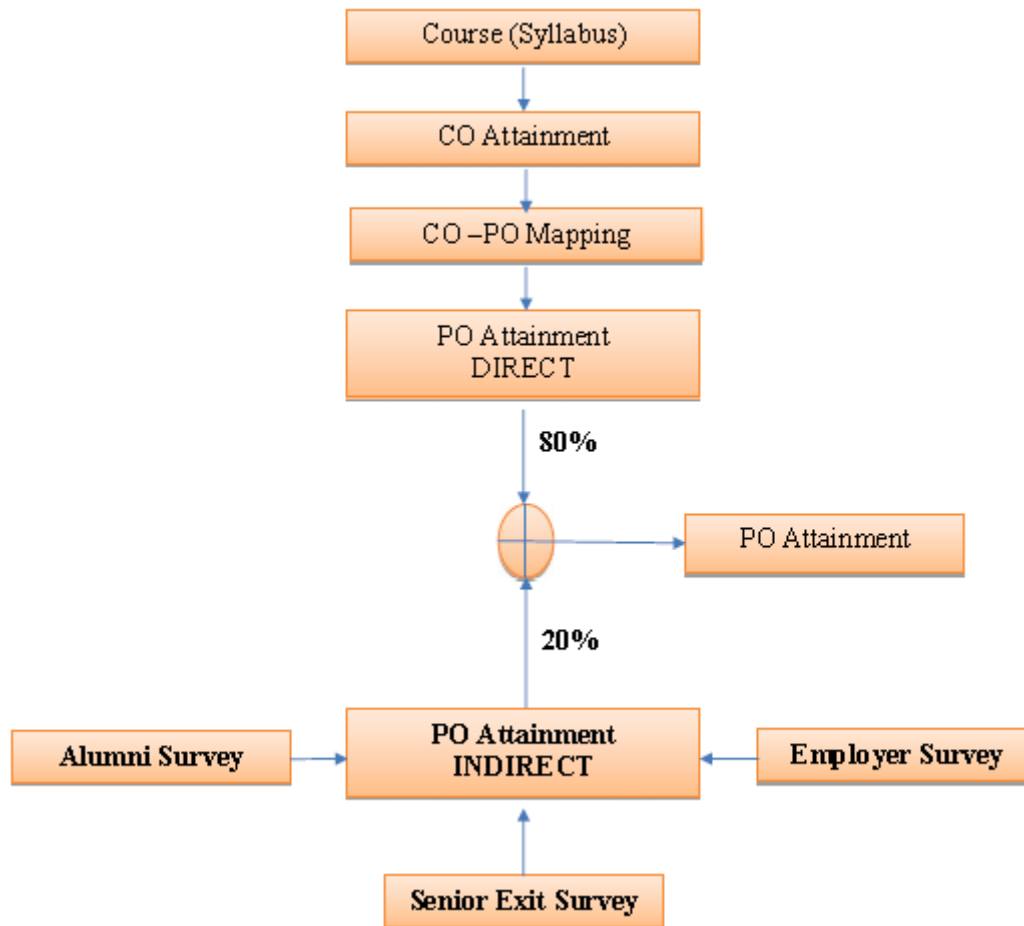 Course (Syllabus)
CO Attainment
CO –PO Mapping
PO Attainment
DIRECT
80%
PO Attainment
20%
PO Attainment
INDIRECT
Alumni Survey
Employer Survey
Senior Exit Survey